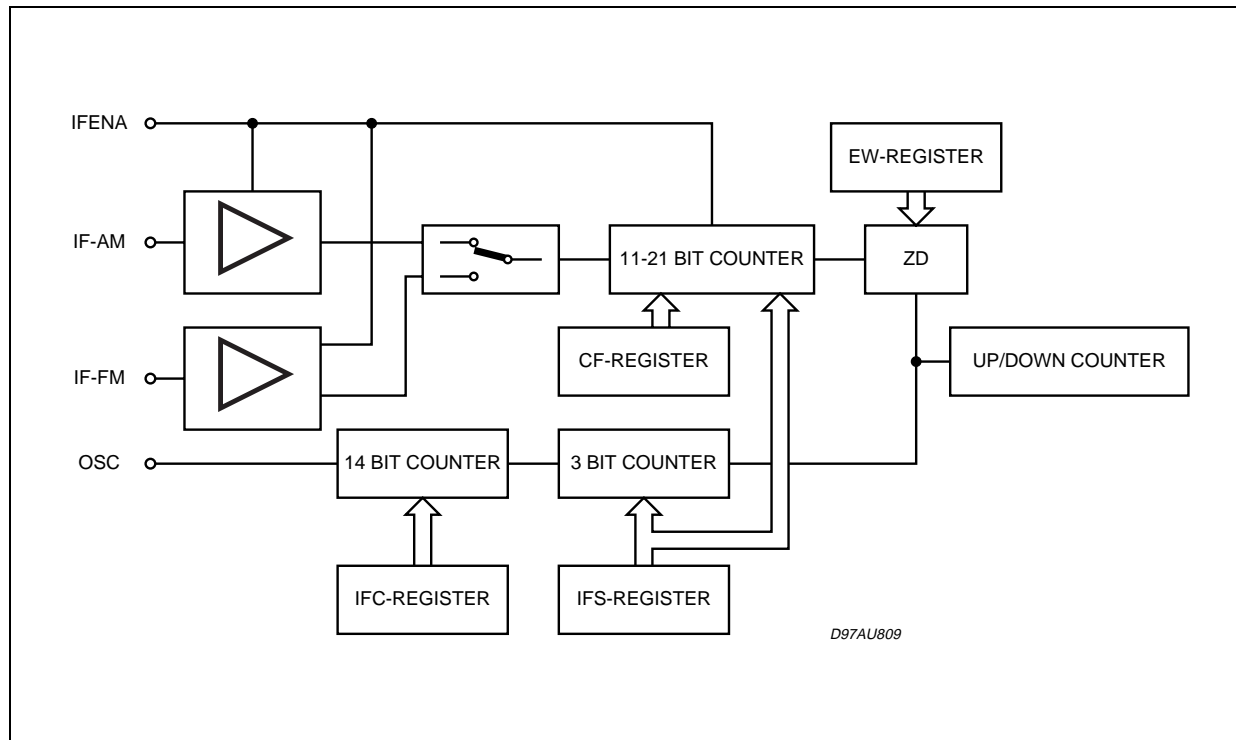 IFENA
EW-REGISTER
IF-AM
11-21 BIT COUNTER
ZD
CF-REGISTER
UP/DOWN COUNTER
IF-FM
OSC
14 BIT COUNTER
3 BIT COUNTER
IFC-REGISTER
IFS-REGISTER
D97AU809